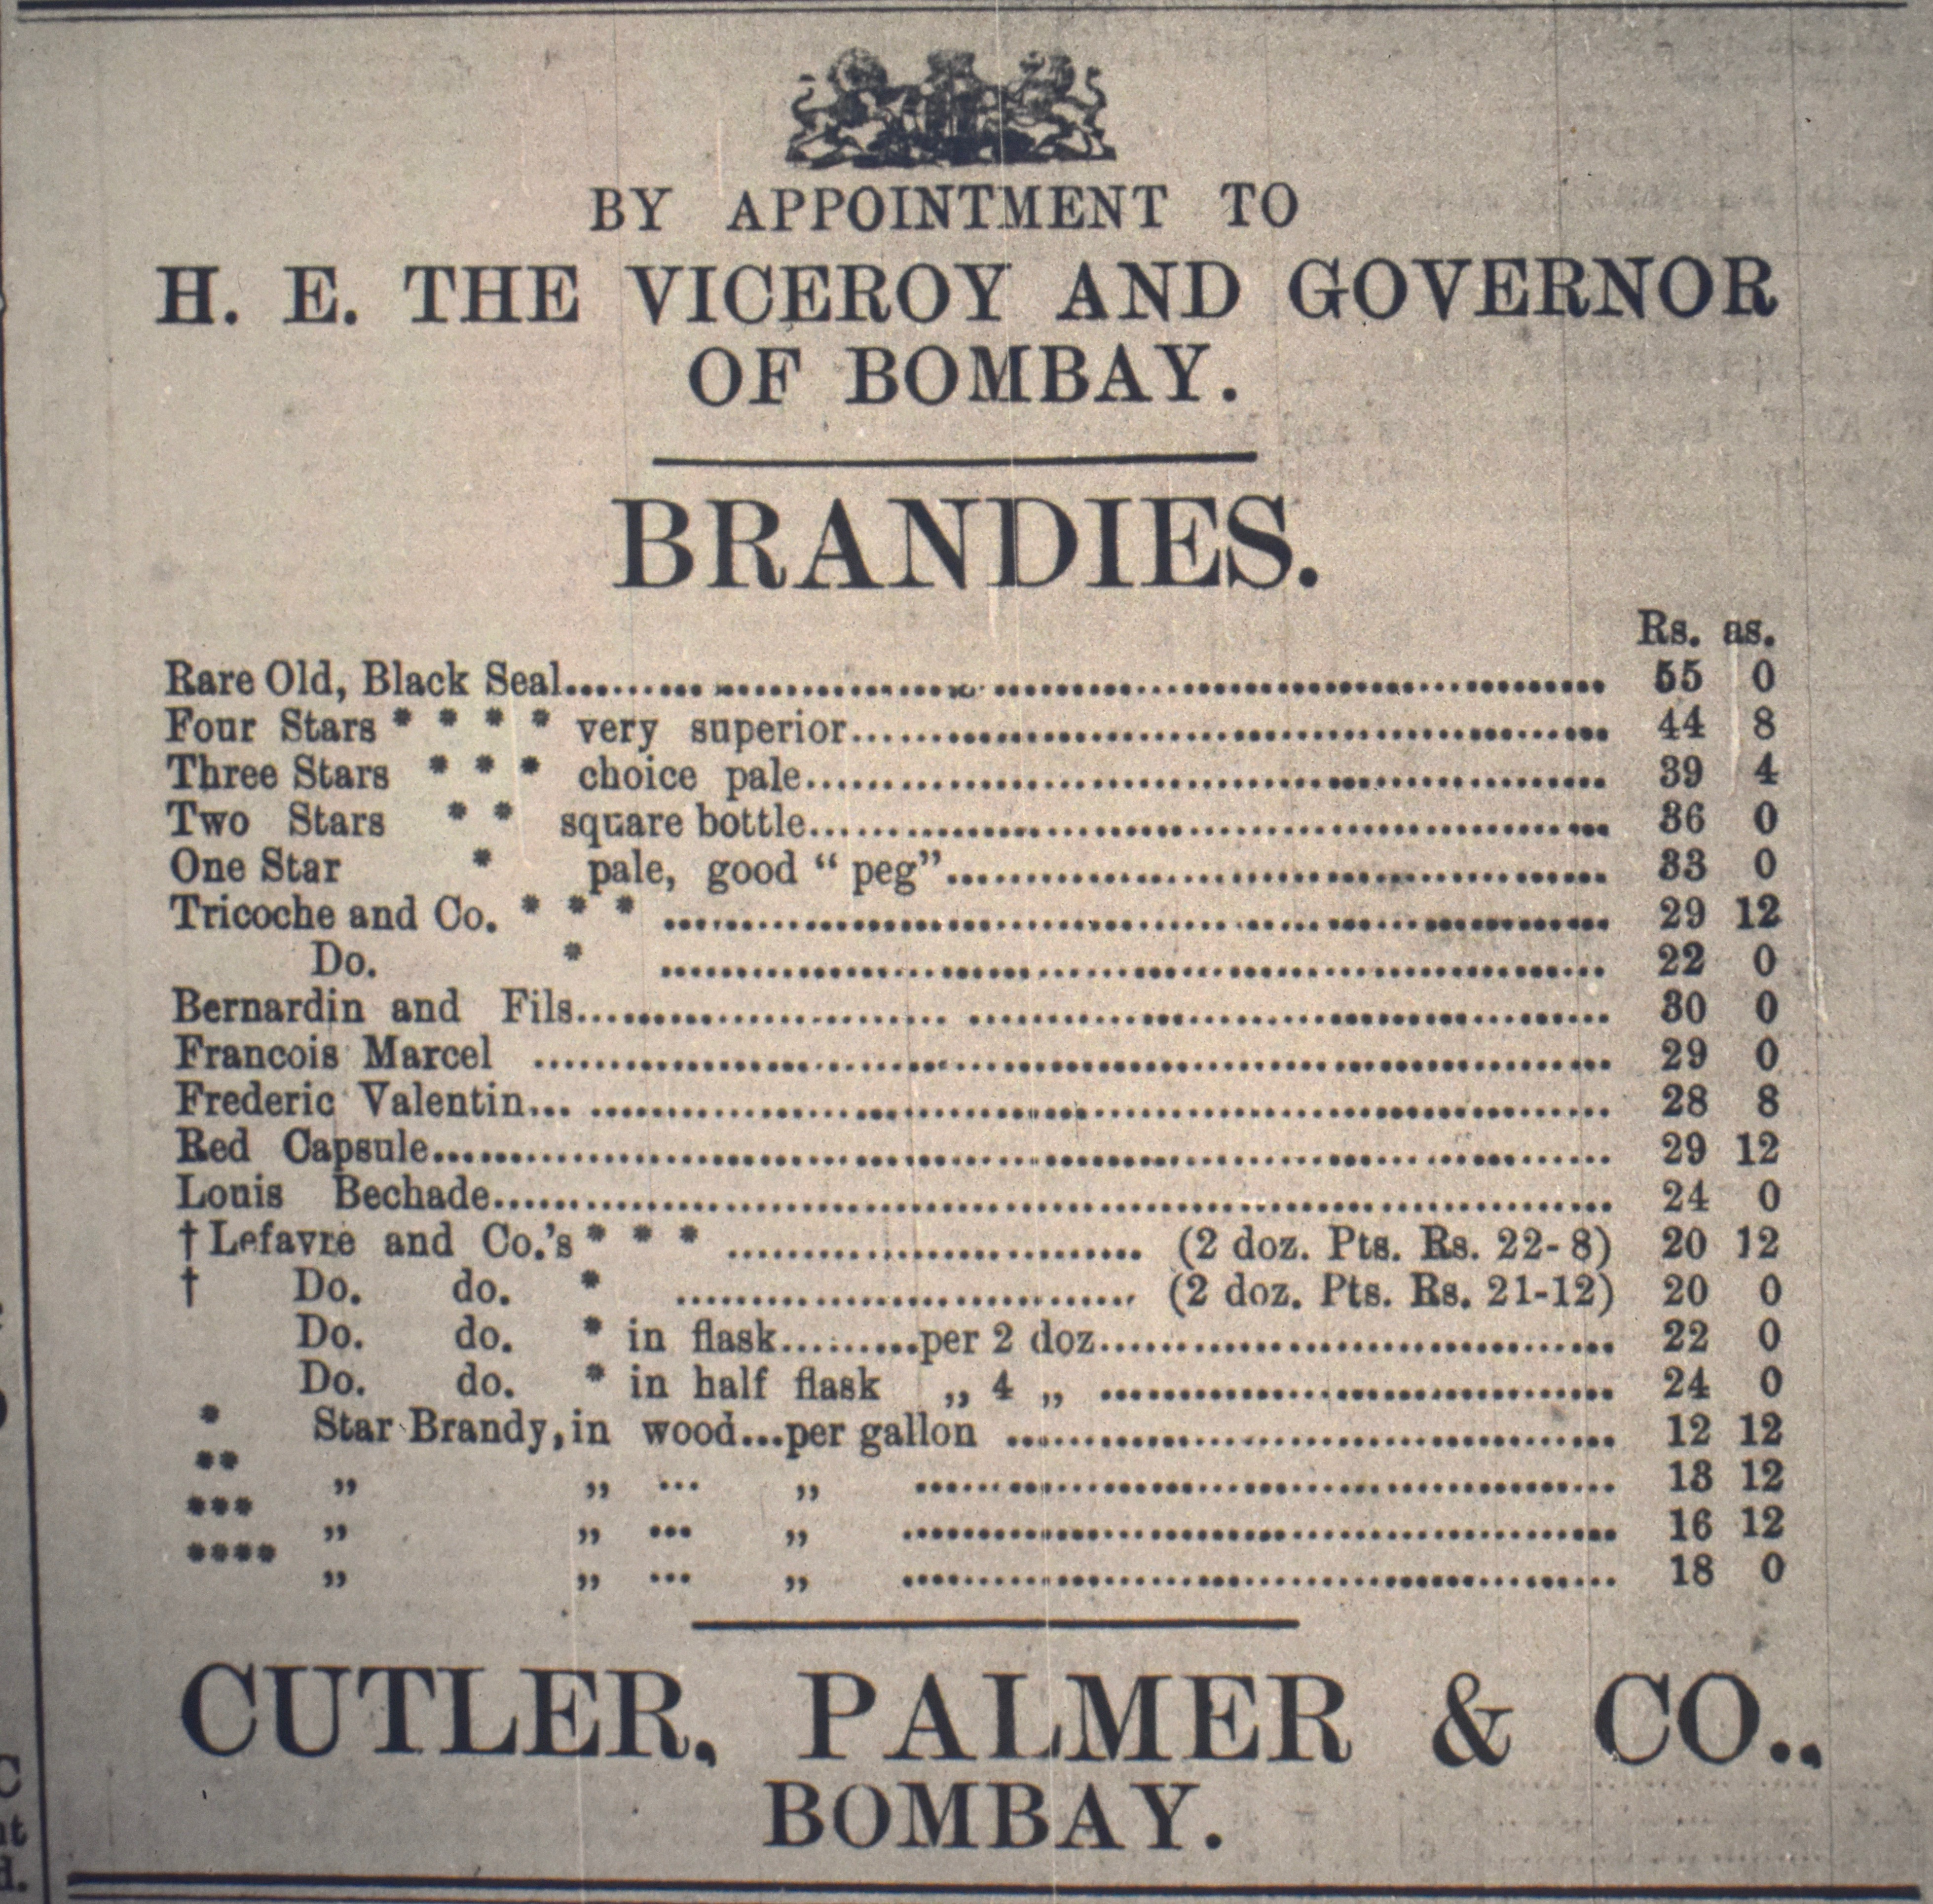 BY APPOINTMENT TO
H. E. THE VICEROY AND GOVERNOR
OF BOMBAY.
BRANDIES.
Rs. as.
Rare Old, Black Seal........ 55 0
Four Stars * * * * very superior........ 44 8
Three Stars * * * choice pale........ 39 4
Two Stars * * square bottle........ 36 0
One Star * pale, good “ peg”........ 33 0
Tricoche and Co. * * * ........ 29 12
Do. * ........ 22 0
Bernardin and Fils........ 30 0
Francois Marcel ........ 29 0
Frederic Valentin........ 28 8
Red Capsule........ 29 12
Louis Bechade........ 24 0
† Lefavre and Co.'s * * * ........ (2 doz. Pts. Rs. 22-8) 20 12
† Do. do. * ........ (2 doz. Pts. Rs. 21-12) 20 0
Do. do. * in flask.........per 2 doz........ 22 0
Do. do. * in half flask „ 4 „ ........ 24 0
* Star Brandy, in wood...per gallon ........ 12 12
** „ „ ... „ ........ 13 12
*** „ „ ... „ ........ 16 12
**** „ „ ... „ ........ 18 0
CUTLER, PALMER & CO.,
BOMBAY.